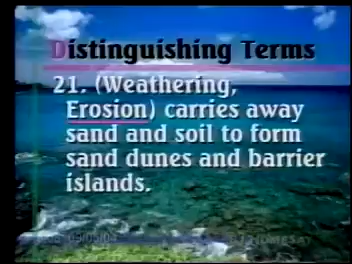 Distinguishing Terms
21. (Weathering,
Erosion) carries away
sand and soil to form
sand dunes and barrier
islands.